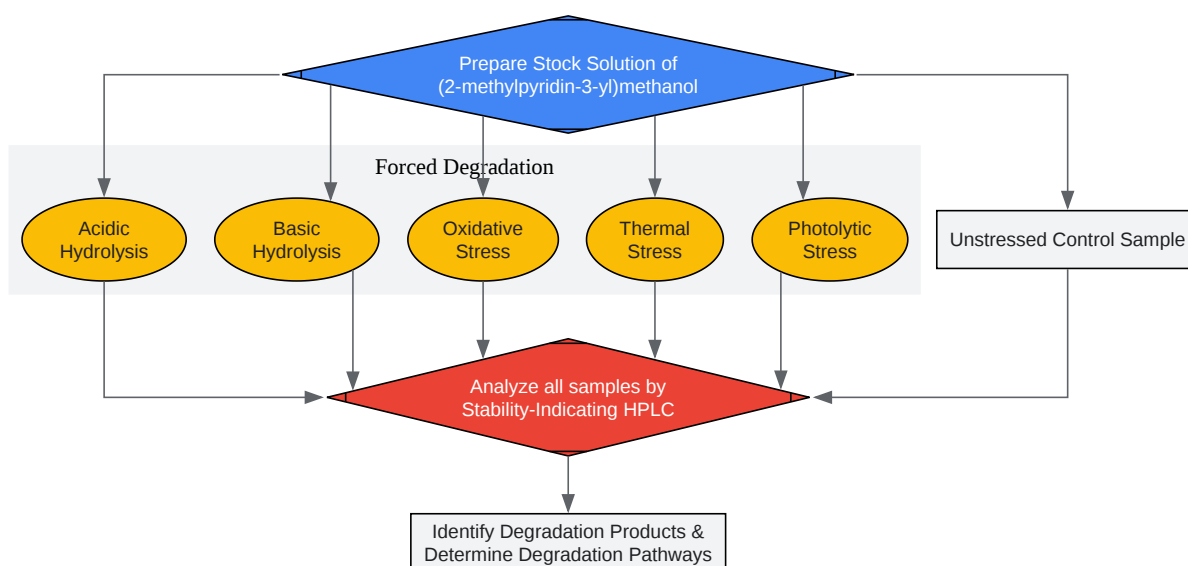 Prepare Stock Solution of
(2-methylpyridin-3-yl)methanol
Forced Degradation
Acidic
Hydrolysis
Basic
Hydrolysis
Oxidative
Stress
Thermal
Stress
Photolytic
Stress
Unstressed Control Sample
Analyze all samples by
Stability-Indicating HPLC
Identify Degradation Products &
Determine Degradation Pathways